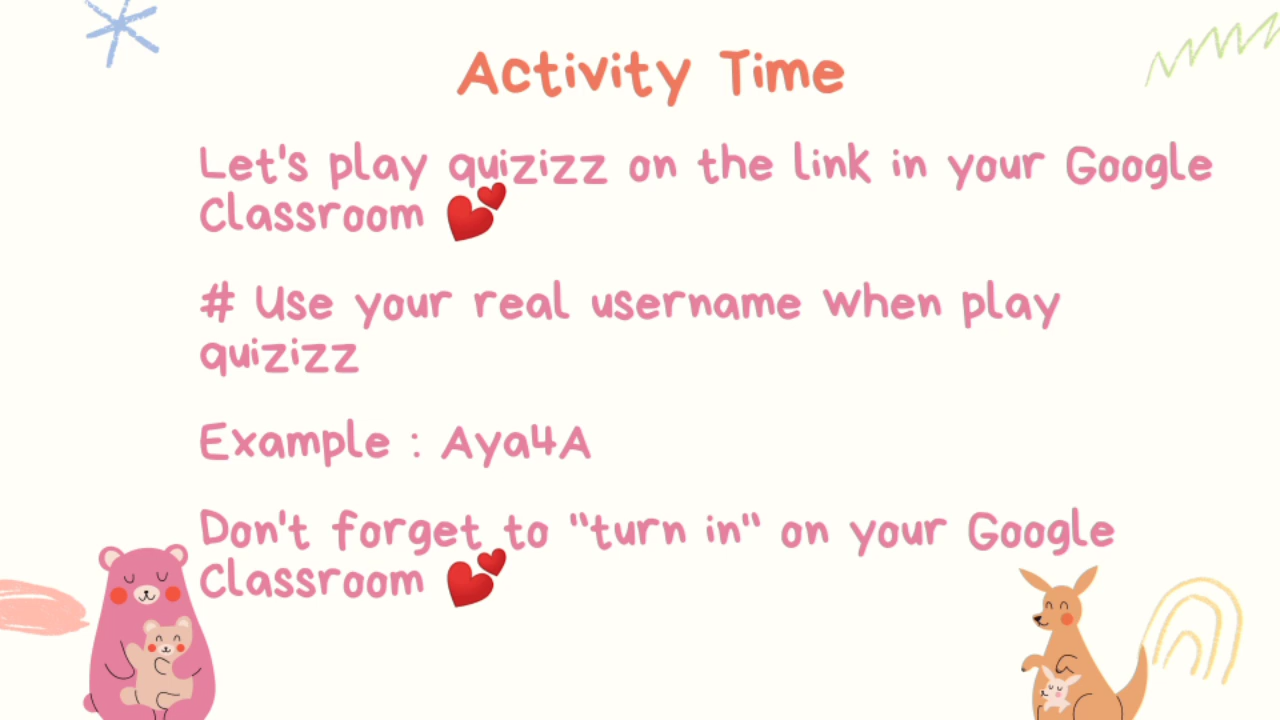 Activity Time
Let's play quizizz on the link in your Google
Classroom 💕
# Use your real username when play
quizizz
Example : Aya4A
Don't forget to "turn in" on your Google
Classroom 💕